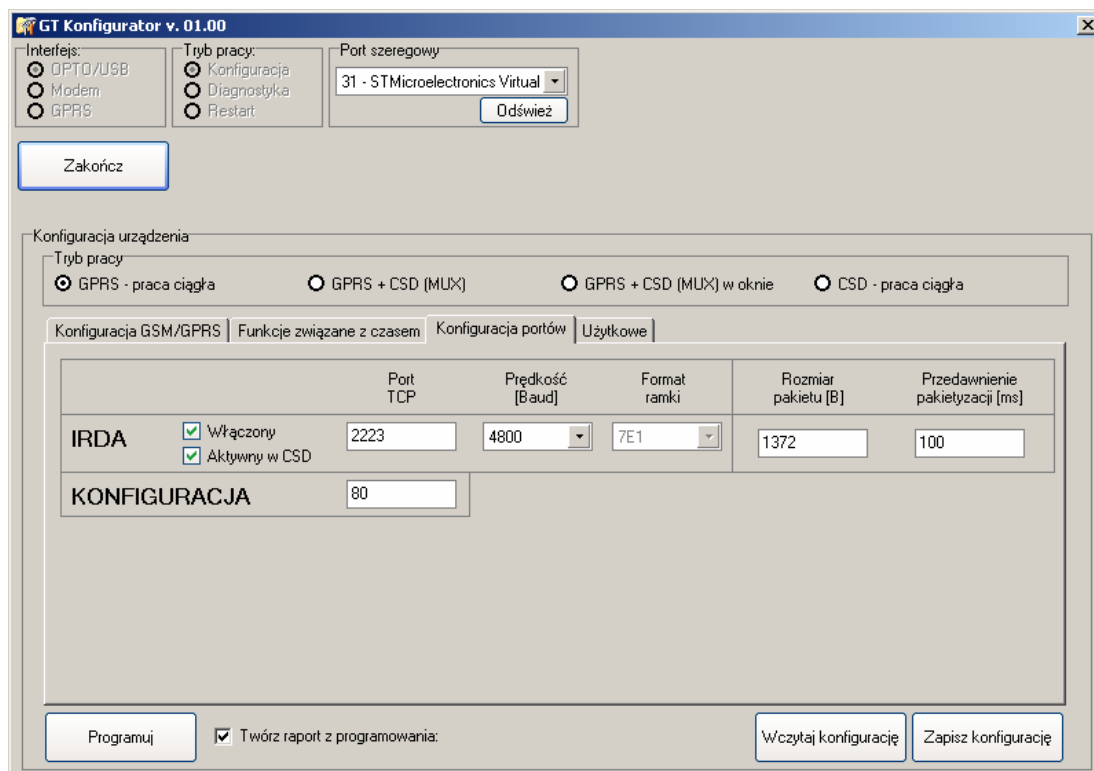 GT Konfigurator v. 01.00
Interfejs:
OPTO/USB
Modem
GPRS
Tryb pracy:
Konfiguracja
Diagnostyka
Restart
Port szeregowy
31 - STMicroelectronics Virtual
Odśwież
Zakończ
Konfiguracja urządzenia
Tryb pracy
GPRS - praca ciągła
GPRS + CSD (MUX)
GPRS + CSD (MUX) w oknie
CSD - praca ciągła
Konfiguracja GSM/GPRS
Funkcje związane z czasem
Konfiguracja portów
Użytkowe
Port TCP
Prędkość [Baud]
Format ramki
Rozmiar pakietu [B]
Przedawnienie pakietyzacji [ms]
IRDA
Włączony
Aktywny w CSD
2223
4800
7E1
1372
100
KONFIGURACJA
80
Programuj
Twórz raport z programowania:
Wczytaj konfigurację
Zapisz konfigurację